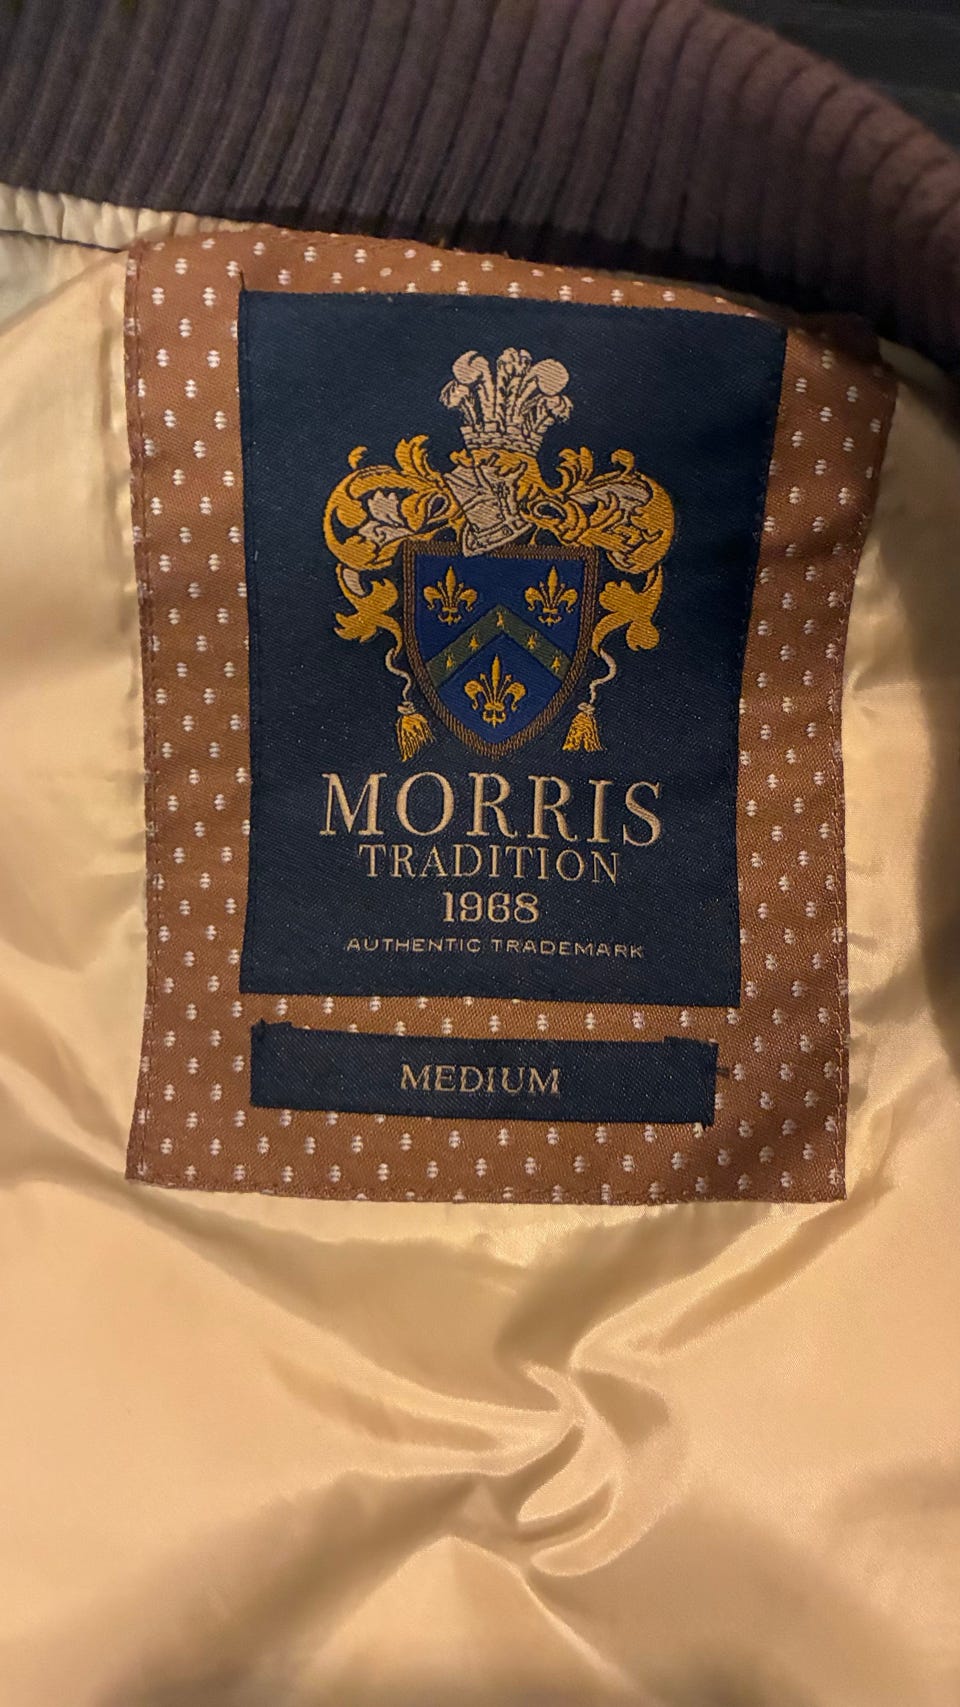 MORRIS
TRADITION
1968
AUTHENTIC TRADEMARK
MEDIUM